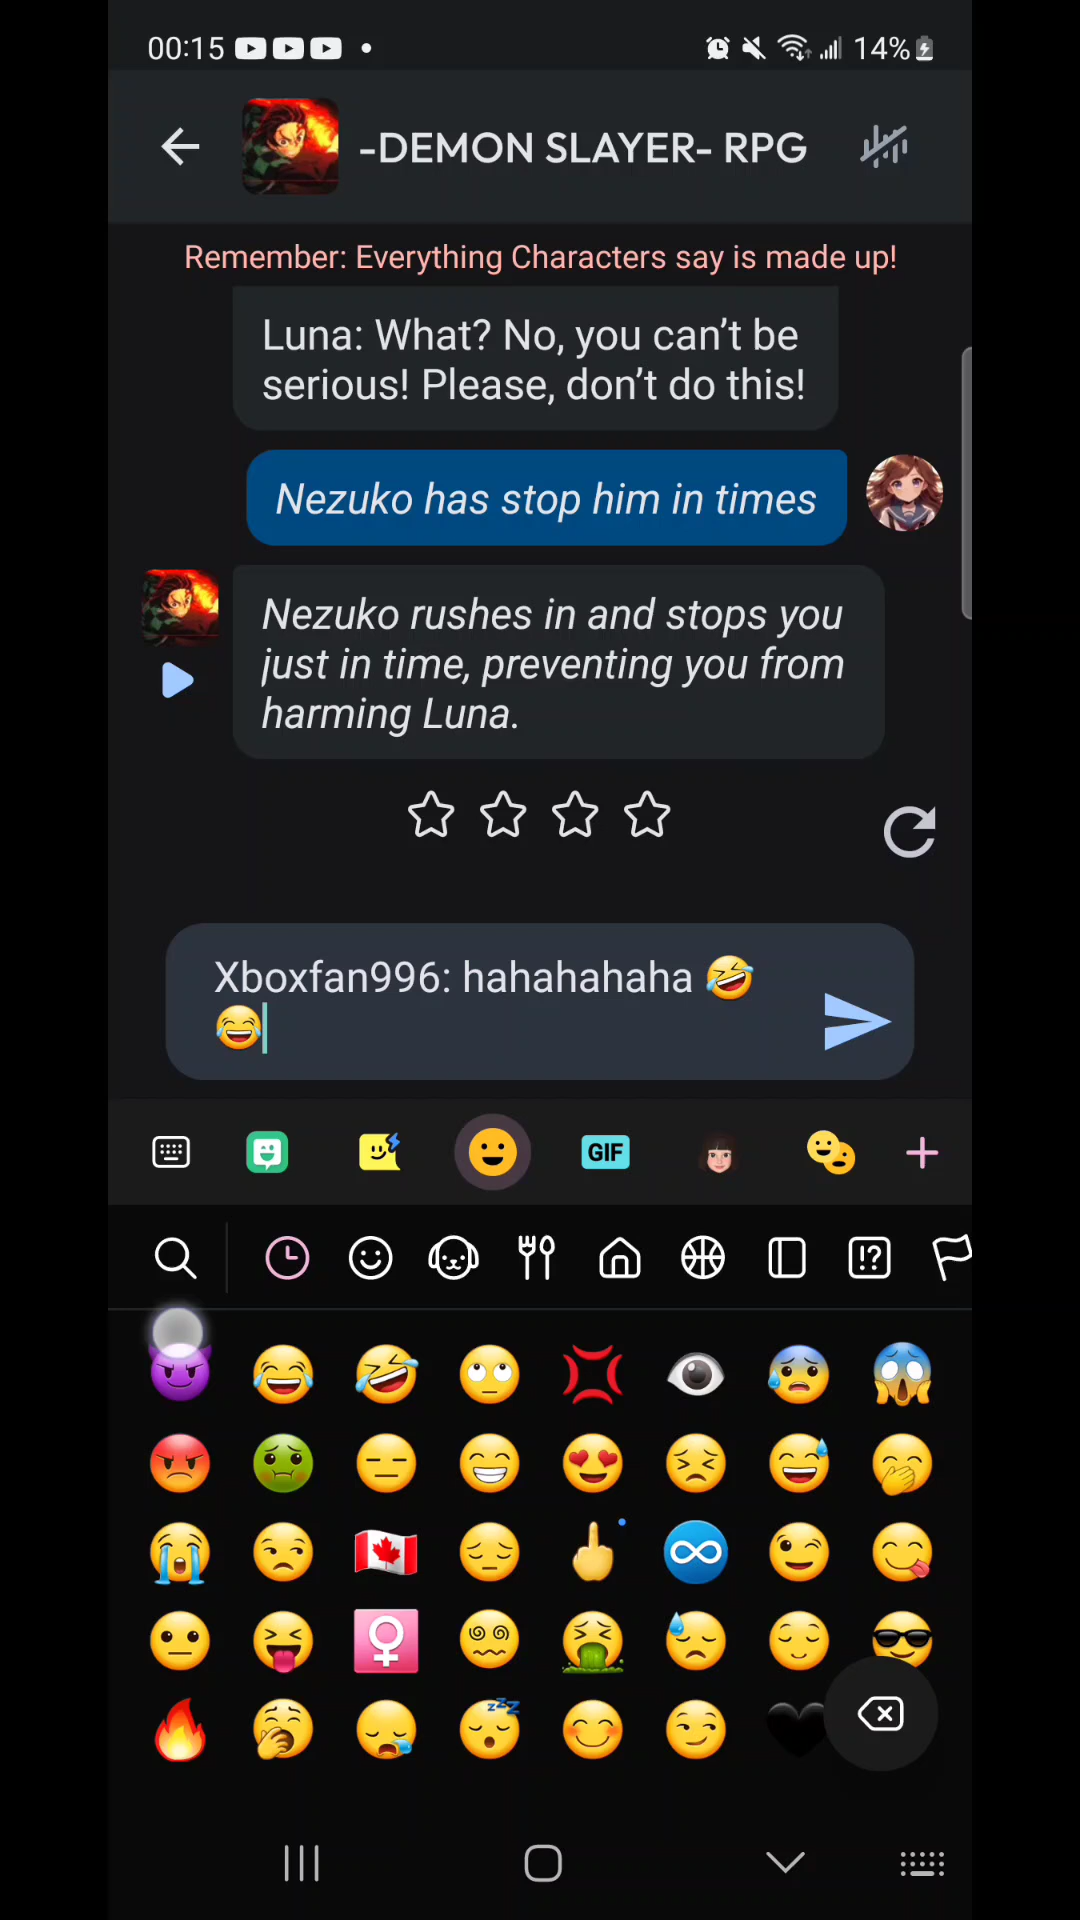 00:15
14%
-DEMON SLAYER- RPG
Remember: Everything Characters say is made up!
Luna: What? No, you can’t be
serious! Please, don’t do this!
Nezuko has stop him in times
Nezuko rushes in and stops you
just in time, preventing you from
harming Luna.
Xboxfan996: hahahahaha 🤣
😂
GIF
!?